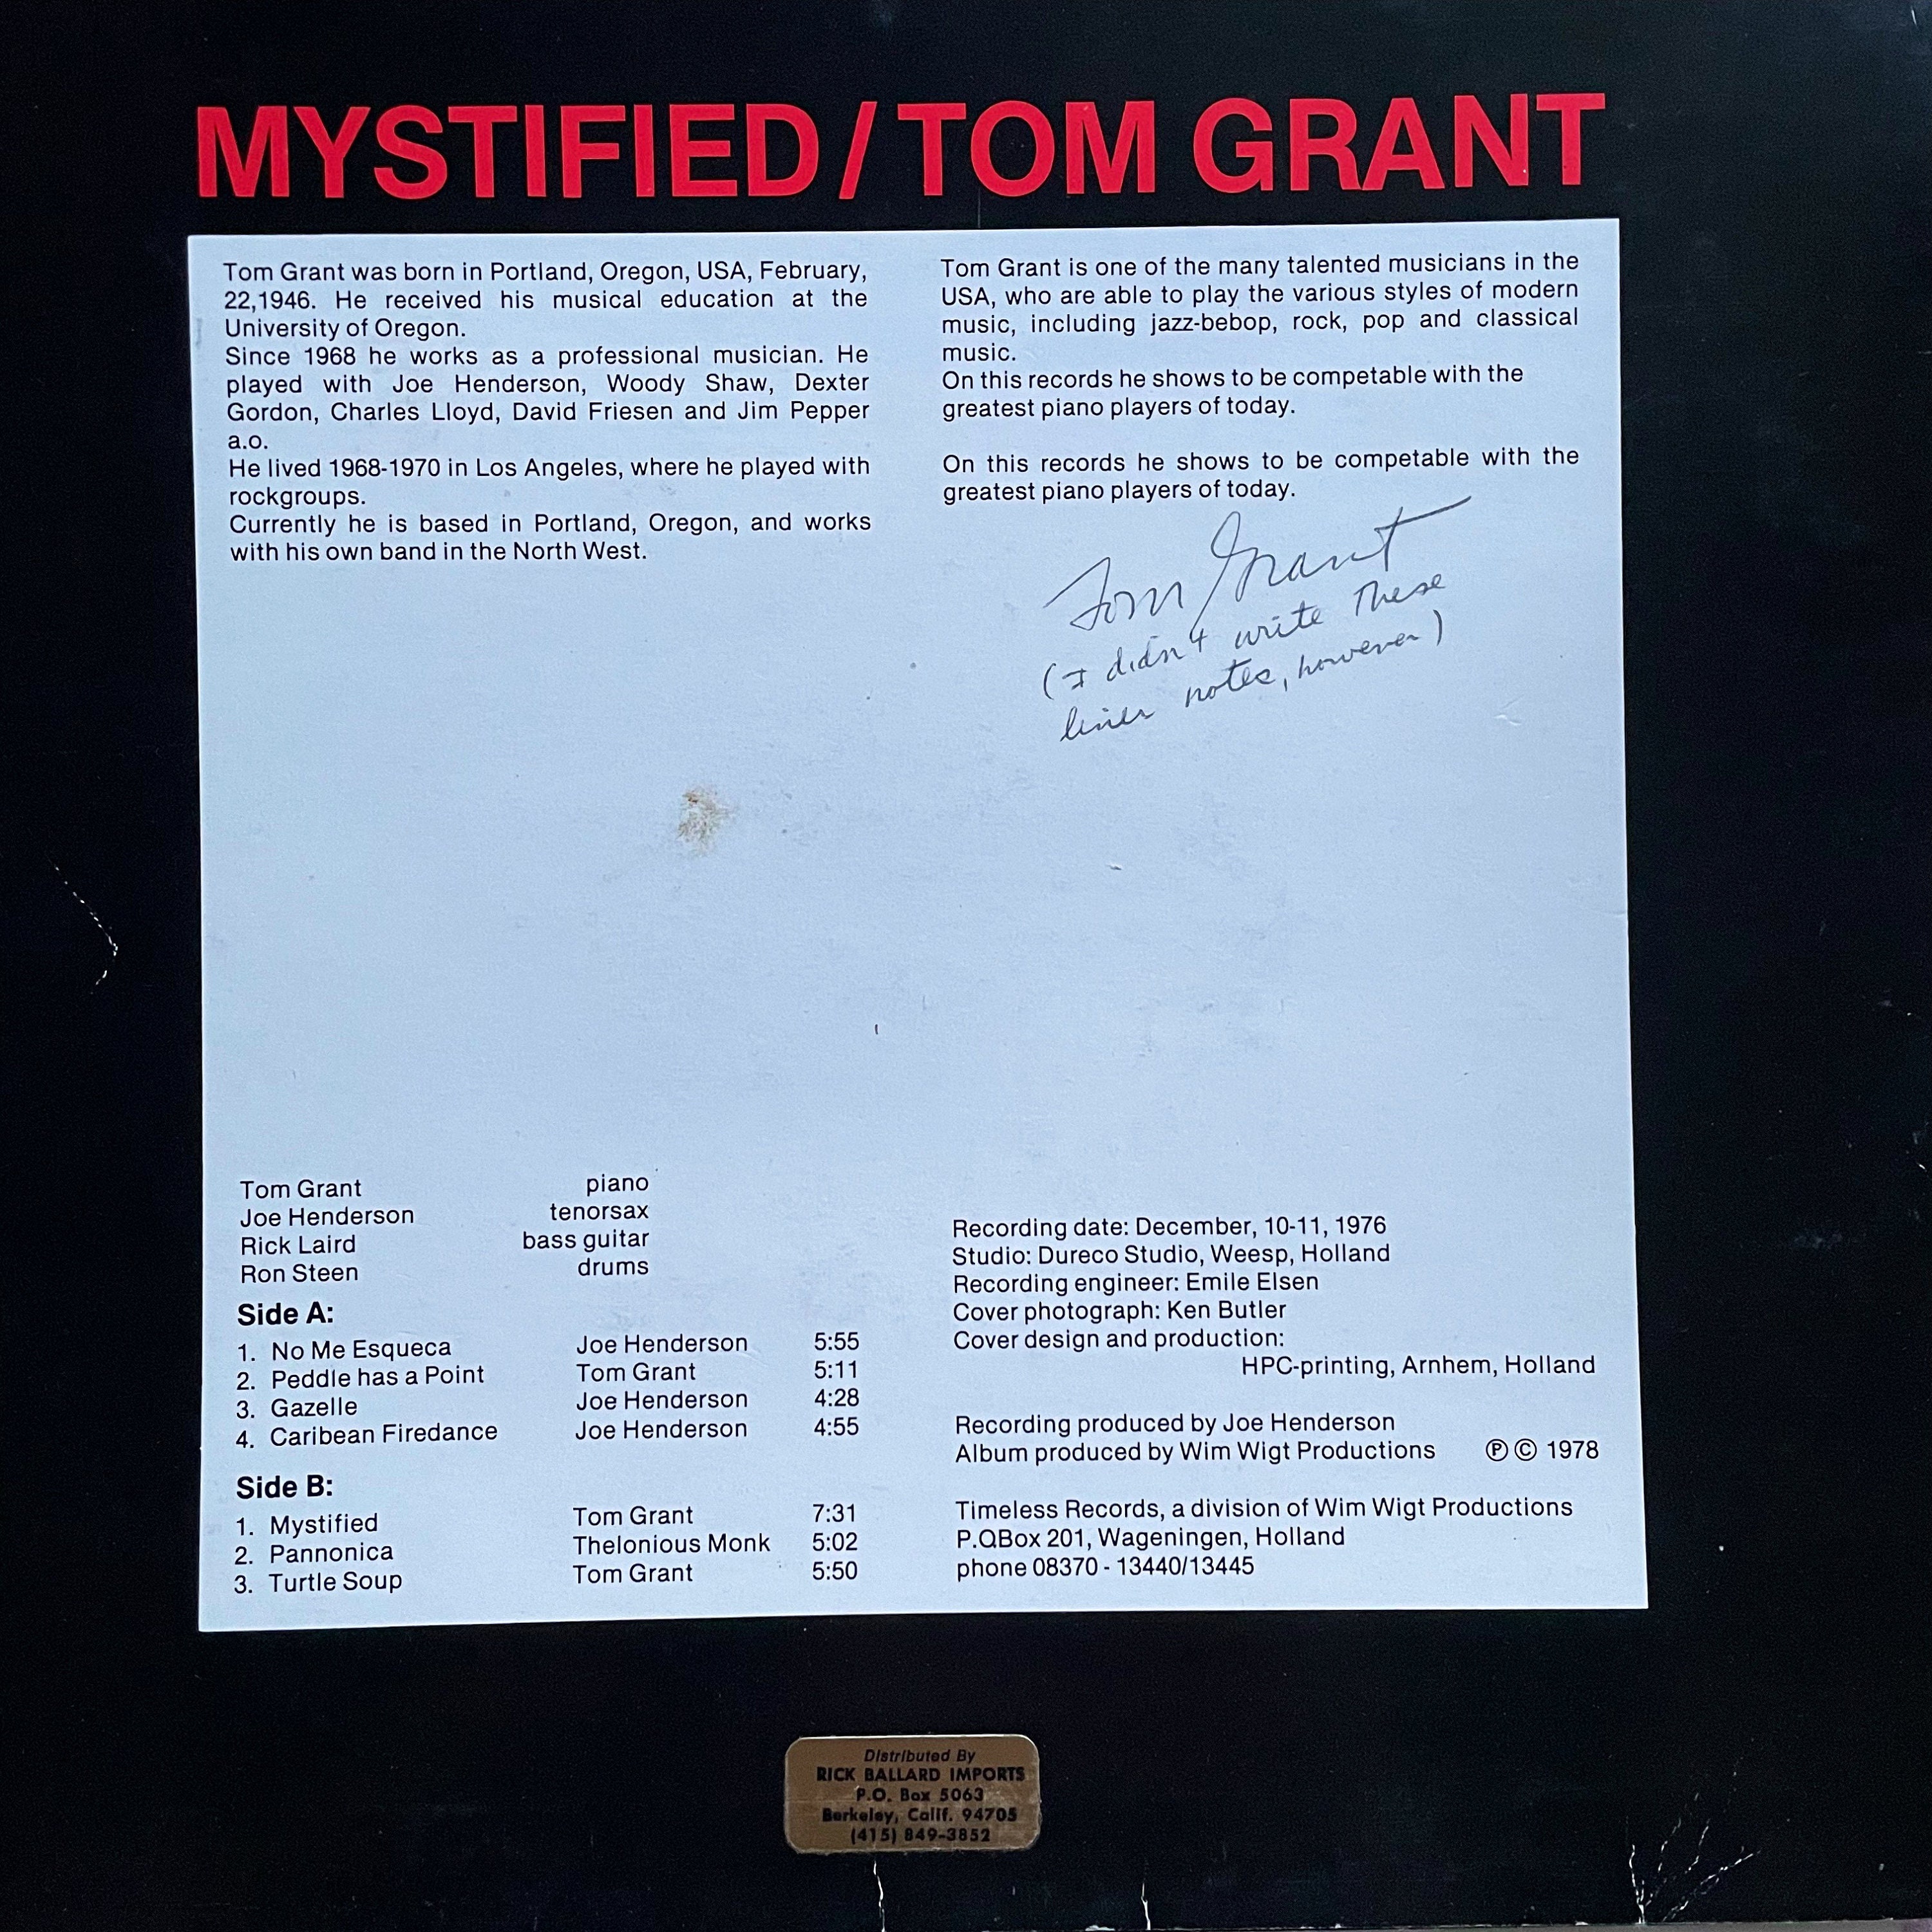 MYSTIFIED / TOM GRANT
Tom Grant was born in Portland, Oregon, USA, February,
22,1946. He received his musical education at the
University of Oregon.
Since 1968 he works as a professional musician. He
played with Joe Henderson, Woody Shaw, Dexter
Gordon, Charles Lloyd, David Friesen and Jim Pepper
a.o.
He lived 1968-1970 in Los Angeles, where he played with
rockgroups.
Currently he is based in Portland, Oregon, and works
with his own band in the North West.
Tom Grant is one of the many talented musicians in the
USA, who are able to play the various styles of modern
music, including jazz-bebop, rock, pop and classical
music.
On this records he shows to be competable with the
greatest piano players of today.
On this records he shows to be competable with the
greatest piano players of today.
Tom Grant
(I didn't write These
liner notes, however)
Tom Grant piano
Joe Henderson tenorsax
Rick Laird bass guitar
Ron Steen drums
Side A:
1. No Me Esqueca Joe Henderson 5:55
2. Peddle has a Point Tom Grant 5:11
3. Gazelle Joe Henderson 4:28
4. Caribean Firedance Joe Henderson 4:55
Side B:
1. Mystified Tom Grant 7:31
2. Pannonica Thelonious Monk 5:02
3. Turtle Soup Tom Grant 5:50
Recording date: December, 10-11, 1976
Studio: Dureco Studio, Weesp, Holland
Recording engineer: Emile Elsen
Cover photograph: Ken Butler
Cover design and production:
HPC-printing, Arnhem, Holland
Recording produced by Joe Henderson
Album produced by Wim Wigt Productions ℗ © 1978
Timeless Records, a division of Wim Wigt Productions
P.O.Box 201, Wageningen, Holland
phone 08370 - 13440/13445
Distributed By
RICK BALLARD IMPORTS
P.O. Box 5063
Berkeley, Calif. 94705
(415) 849-3852